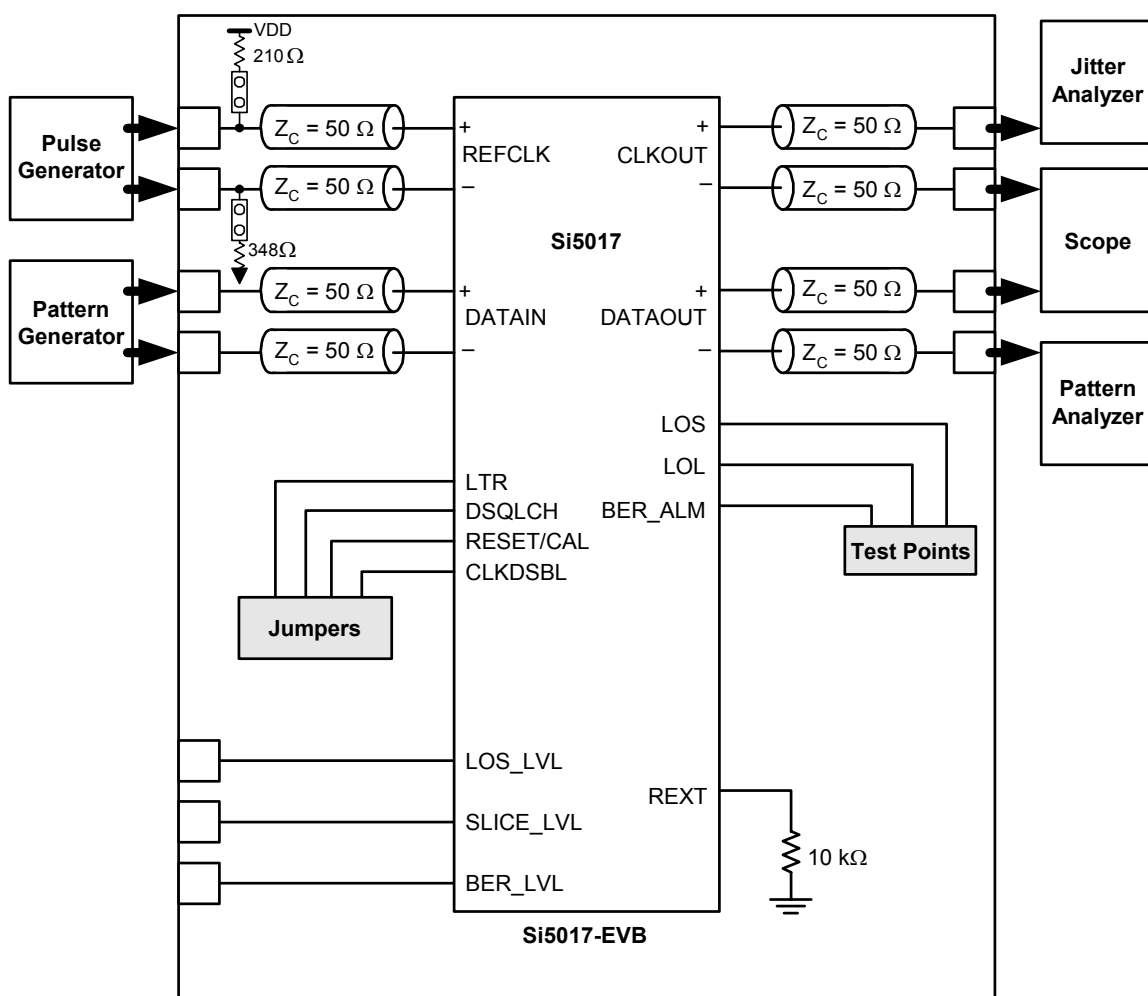 VDD
210 Ω
Jitter
Analyzer
Pulse
Generator
Z_C = 50 Ω
+
REFCLK
Z_C = 50 Ω
–
+
CLKOUT
Z_C = 50 Ω
–
Z_C = 50 Ω
Si5017
Scope
348Ω
Pattern
Generator
Z_C = 50 Ω
+
DATAIN
Z_C = 50 Ω
–
+
DATAOUT
Z_C = 50 Ω
–
Z_C = 50 Ω
Pattern
Analyzer
LOS
LOL
BER_ALM
Test Points
LTR
DSQLCH
RESET/CAL
CLKDSBL
Jumpers
LOS_LVL
SLICE_LVL
BER_LVL
REXT
10 kΩ
Si5017-EVB